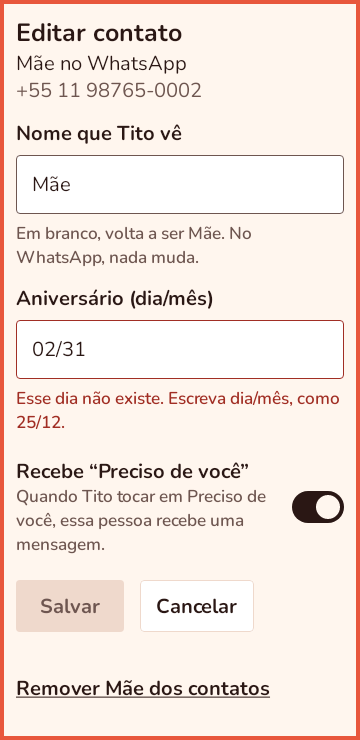 Editar contato
Mãe no WhatsApp
+55 11 98765-0002
Nome que Tito vê
Mãe
Em branco, volta a ser Mãe. No
WhatsApp, nada muda.
Aniversário (dia/mês)
02/31
Esse dia não existe. Escreva dia/mês, como
25/12.
Recebe “Preciso de você”
Quando Tito tocar em Preciso de
você, essa pessoa recebe uma
mensagem.
Salvar
Cancelar
Remover Mãe dos contatos